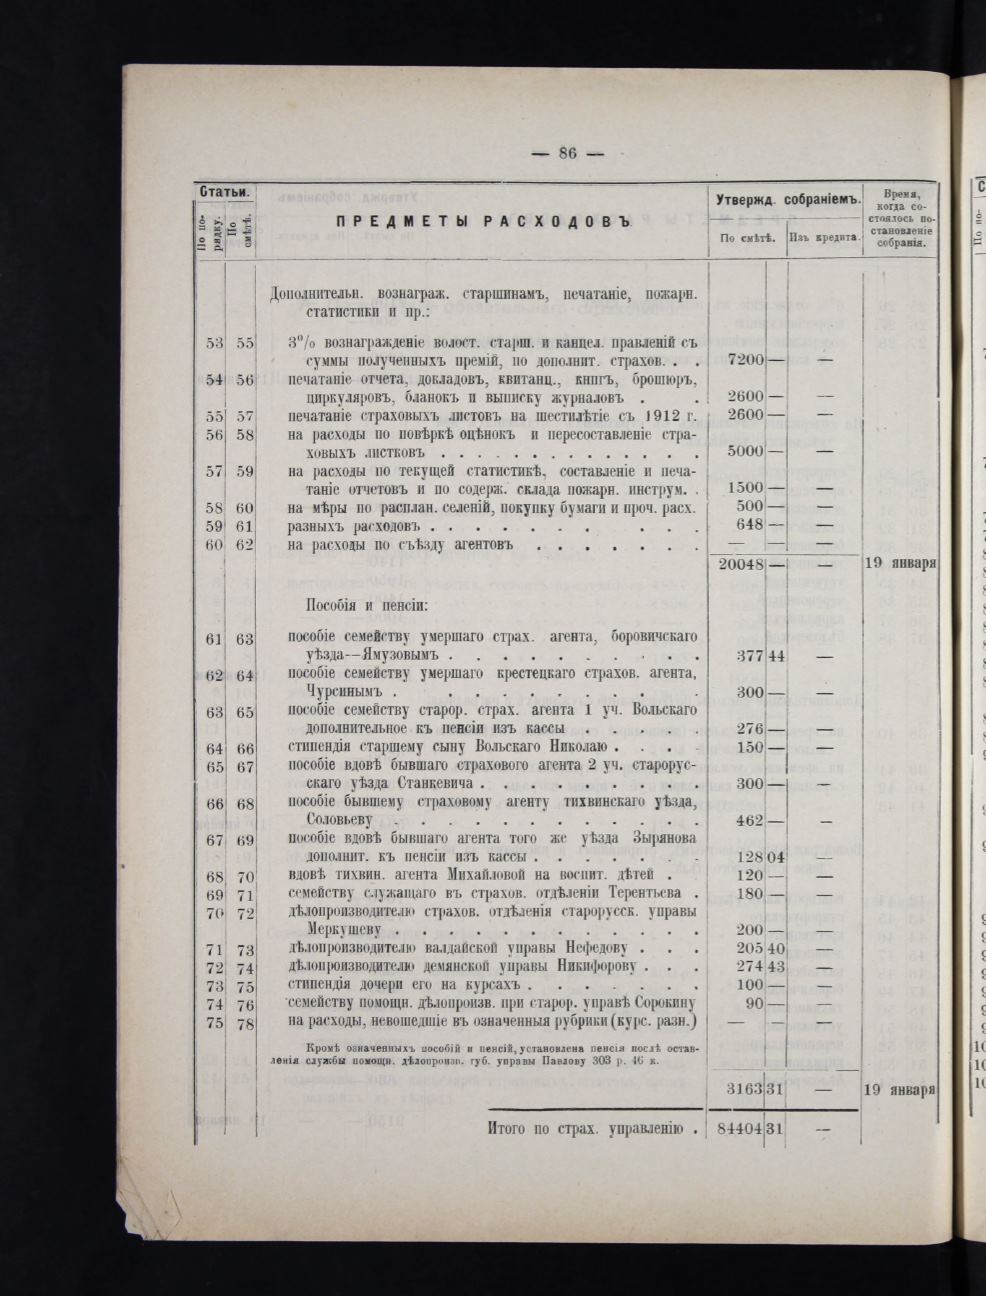 — 86 —
Статьи.
По по-
рядку.
По
смѣтѣ.
ПРЕДМЕТЫ РАСХОДОВЪ
Утвержд. собраніемъ.
По смѣтѣ.
Изъ кредита.
Время,
когда со-
стоялось по-
становленіе
собранія.
Дополнительн. вознаграж. старшинамъ, печатаніе, пожарн.
статистики и пр.:
53 55 3% вознагражденіе волост. старш. и канцел. правленій съ
суммы полученныхъ премій, по дополнит. страхов. . . 7200 — —
54 56 печатаніе отчета, докладовъ, квитанц., книгъ, брошюръ,
циркуляровъ, бланокъ и выписку журналовъ . . 2600 — —
55 57 печатаніе страховыхъ листовъ на шестилѣтіе съ 1912 г. 2600 — —
56 58 на расходы по повѣркѣ оцѣнокъ и пересоставленіе стра-
ховыхъ листковъ . . . . . . . . . . . . . 5000 — —
57 59 на расходы по текущей статистикѣ, составленіе и печа-
таніе отчетовъ и по содерж. склада пожарн. инструм. . 1500 — —
58 60 на мѣры по расплан. селеній, покупку бумаги и проч. расх. 500 — —
59 61 разныхъ расходовъ . . . . . . . . . . 648 — —
60 62 на расходы по съѣзду агентовъ . . . . . . . — — —
20048 — — 19 января
Пособія и пенсіи:
61 63 пособіе семейству умершаго страх. агента, боровичскаго
уѣзда—Ямузовымъ . . . . . . . . . . 377 44 —
62 64 пособіе семейству умершаго крестецкаго страхов. агента,
Чурсинымъ . . . . . . . . . . 300 — —
63 65 пособіе семейству старор. страх. агента 1 уч. Вольскаго
дополнительное къ пенсіи изъ кассы . . . . . 276 — —
64 66 стипендія старшему сыну Вольскаго Николаю . . . . 150 — —
65 67 пособіе вдовѣ бывшаго страхового агента 2 уч. старорус-
скаго уѣзда Станкевича . . . . . . . . . 300 — —
66 68 пособіе бывшему страховому агенту тихвинскаго уѣзда,
Соловьеву . . . . . . . . . . . . 462 — —
67 69 пособіе вдовѣ бывшаго агента того же уѣзда Зырянова
дополнит. къ пенсіи изъ кассы . . . . . . . 128 04 —
68 70 вдовѣ тихвин. агента Михайловой на воспит. дѣтей . 120 — —
69 71 семейству служащаго въ страхов. отдѣленіи Терентьева . 180 — —
70 72 дѣлопроизводителю страхов. отдѣленія старорусск. управы
Меркушеву . . . . . . . . . . . . 200 — —
71 73 дѣлопроизводителю валдайской управы Нефедову . . . 205 40 —
72 74 дѣлопроизводителю демянской управы Никифорову . . . 274 43 —
73 75 стипендія дочери его на курсахъ . . . . . . . 100 — —
74 76 семейству помощн. дѣлопроизв. при старор. управѣ Сорокину 90 — —
75 78 на расходы, невошедшіе въ означенныя рубрики (курс. разн.) — — —
Кромѣ означенныхъ пособій и пенсій, установлена пенсія послѣ остав-
ленія службы помощн. дѣлопроизв. губ. управы Павлову 303 р. 46 к.
3163 31 — 19 января
Итого по страх. управленію . 84404 31 —